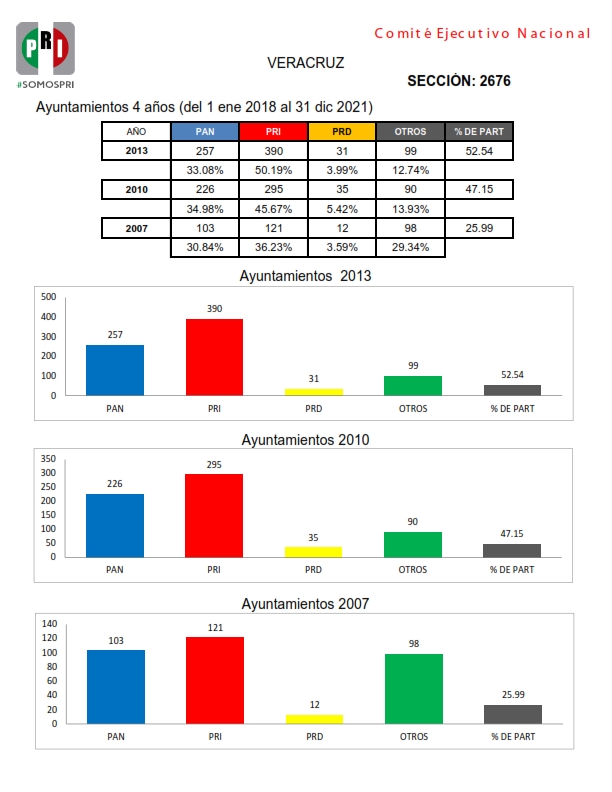 Comité Ejecutivo Nacional
PRI
#SOMOSPRI
VERACRUZ
SECCIÓN: 2676
Ayuntamientos 4 años (del 1 ene 2018 al 31 dic 2021)
AÑO PAN PRI PRD OTROS % DE PART
2013 257 390 31 99 52.54
33.08% 50.19% 3.99% 12.74%
2010 226 295 35 90 47.15
34.98% 45.67% 5.42% 13.93%
2007 103 121 12 98 25.99
30.84% 36.23% 3.59% 29.34%
Ayuntamientos 2013
500
400
300
200
100
0
257 390 31 99 52.54
PAN PRI PRD OTROS % DE PART
Ayuntamientos 2010
350
300
250
200
150
100
50
0
226 295 35 90 47.15
PAN PRI PRD OTROS % DE PART
Ayuntamientos 2007
140
120
100
80
60
40
20
0
103 121 12 98 25.99
PAN PRI PRD OTROS % DE PART